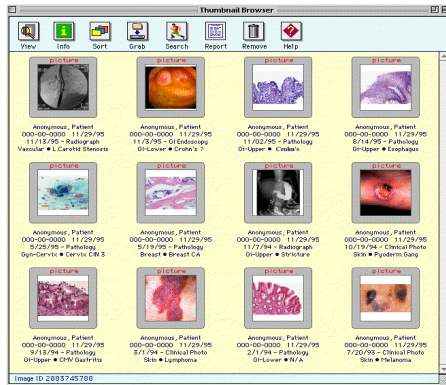 Thumbnail Browser
View Info Sort Grab Search Report Remove Help
picture picture picture picture
Anonymous, Patient Anonymous, Patient Anonymous, Patient Anonymous, Patient
000-00-0000 11/29/95 000-00-0000 11/29/95 000-00-0000 11/29/95 000-00-0000 11/29/95
11/13/95 - Radiograph 11/3/95 - GI Endoscopy 11/02/95 - Pathology 8/14/95 - Pathology
Vascular ● L.Carotid Stenosis GI-Lower ● Crohn's ? GI-Upper ● GI-Upper ● Esophagus
picture picture picture picture
Anonymous, Patient Anonymous, Patient Anonymous, Patient Anonymous, Patient
000-00-0000 11/29/95 000-00-0000 11/29/95 000-00-0000 11/29/95 000-00-0000 11/29/95
5/25/95 - Pathology 5/19/95 - Pathology 11/7/94 - Radiograph 10/19/94 - Clinical Photo
Gyn-Cervix ● Cervix CIN 3 Breast ● Breast CA GI-Upper ● Stricture Skin ● Pyoderm.Gang
picture picture picture picture
Anonymous, Patient Anonymous, Patient Anonymous, Patient Anonymous, Patient
000-00-0000 11/29/95 000-00-0000 11/29/95 000-00-0000 11/29/95 000-00-0000 11/29/95
9/13/94 - Pathology 3/1/94 - Clinical Photo 2/1/94 - Pathology 7/20/93 - Clinical Photo
GI-Upper ● CMV Gastritis Skin ● Lymphoma GI-Lower ● N/A Skin ● Melanoma
Image ID 2883745786